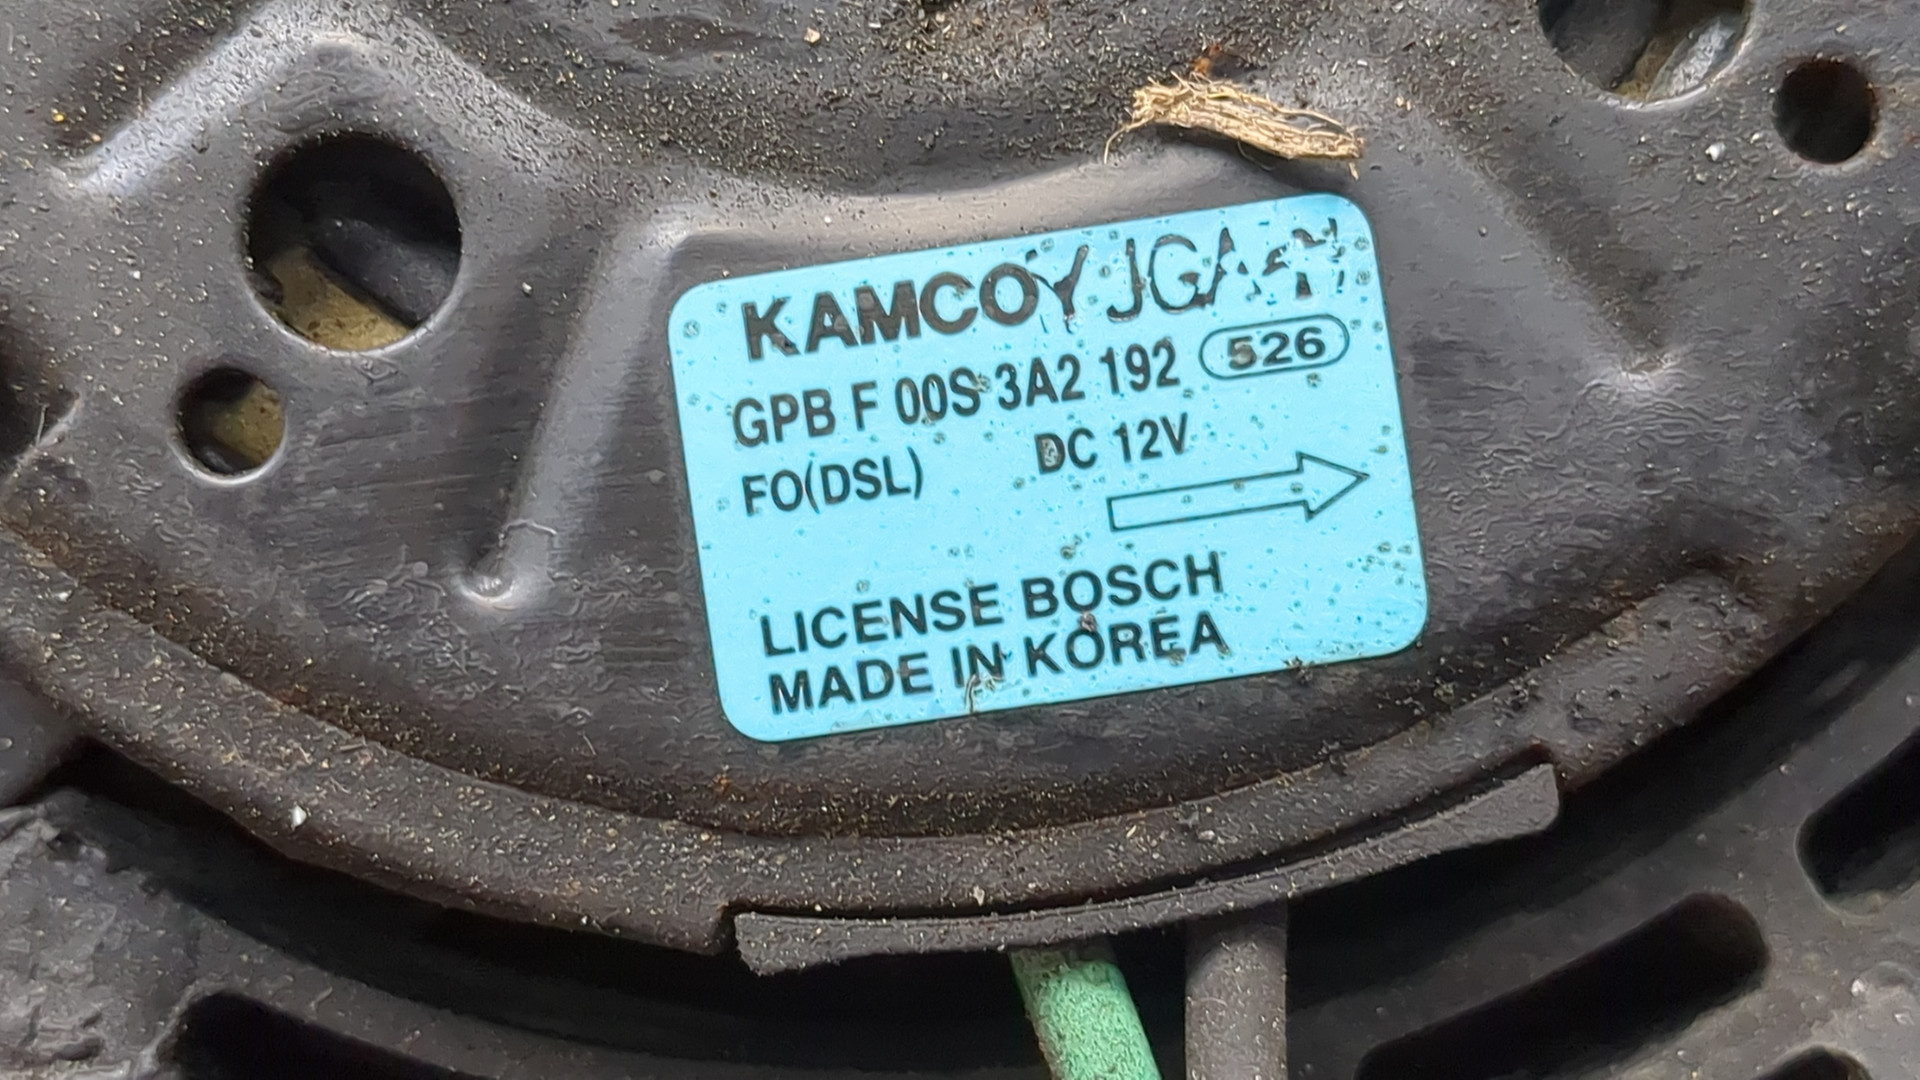 KAMCO
GPB F 00S 3A2 192 526
FO(DSL) DC 12V
LICENSE BOSCH
MADE IN KOREA